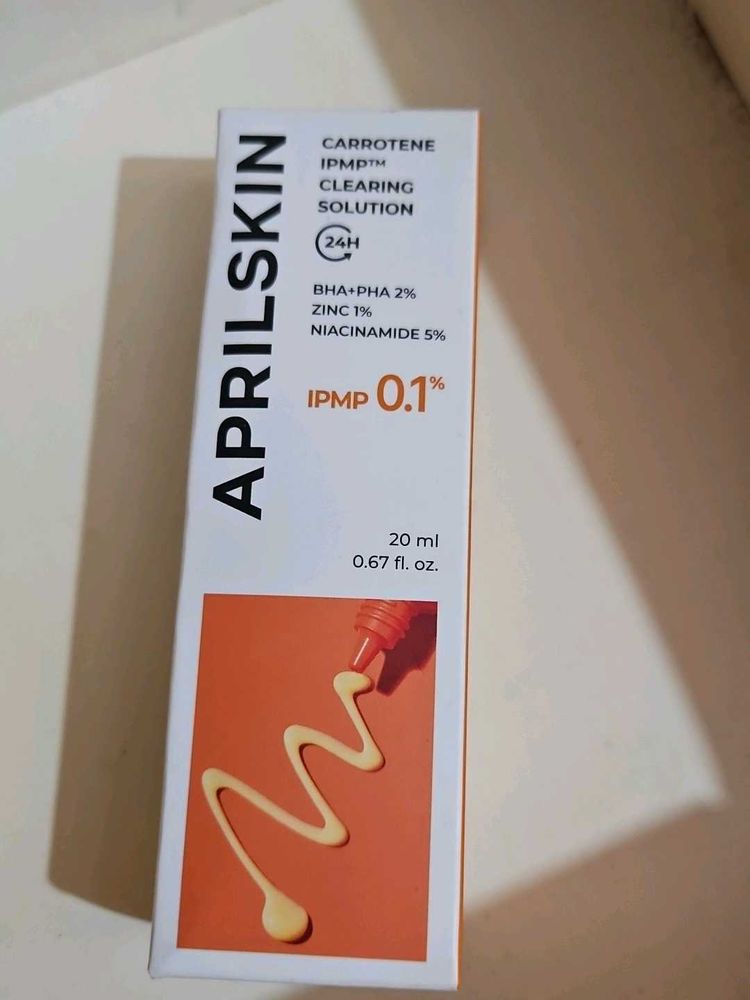 APRILSKIN
CARROTENE
IPMP™
CLEARING
SOLUTION
24H
BHA+PHA 2%
ZINC 1%
NIACINAMIDE 5%
IPMP 0.1%
20 ml
0.67 fl. oz.